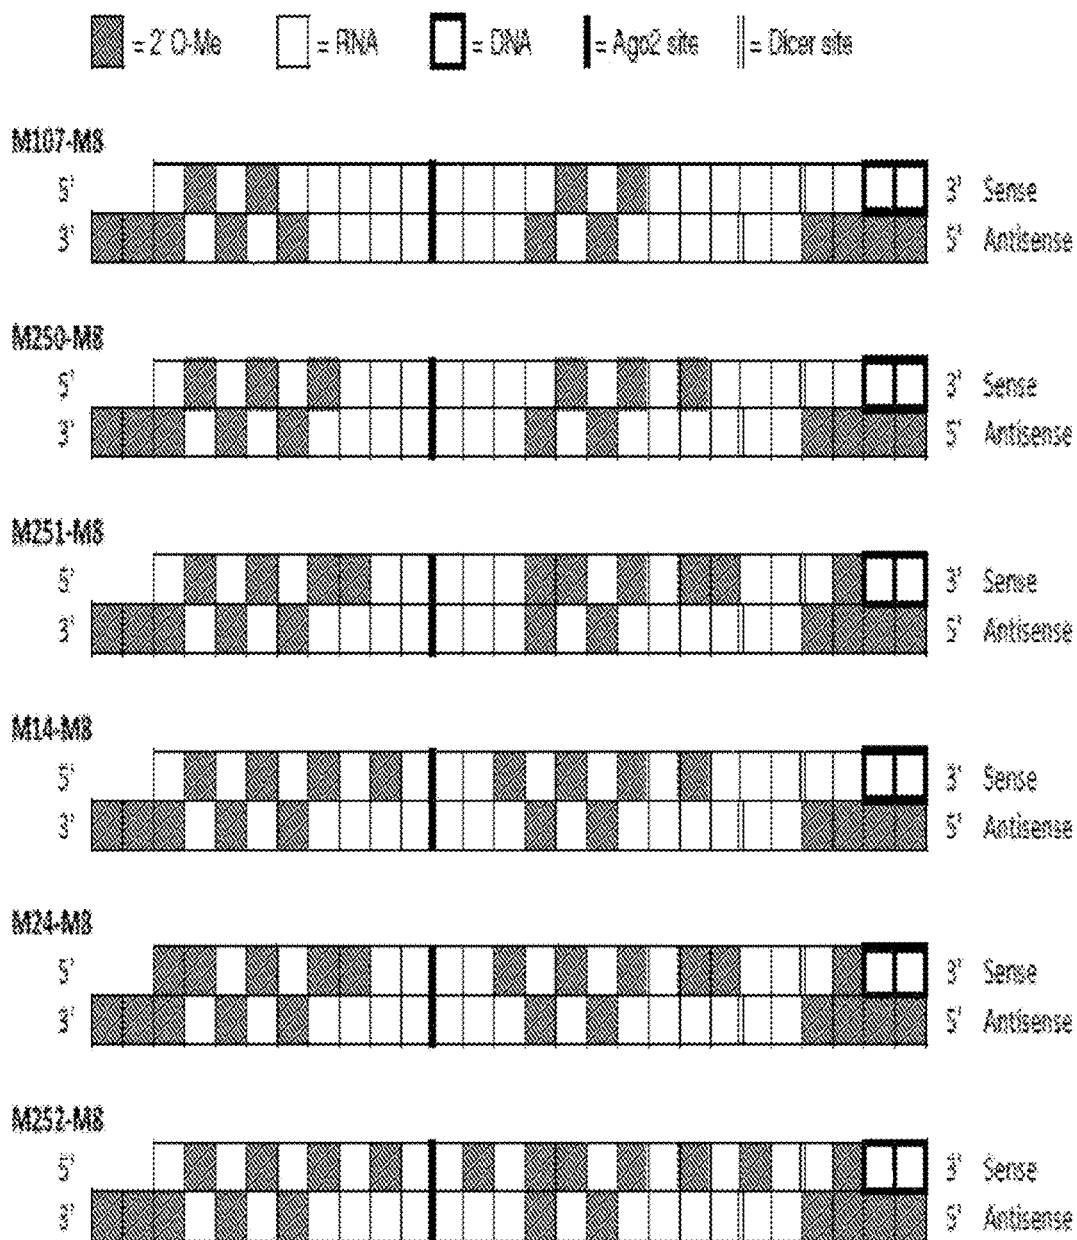 = 2' O-Me = RNA = DNA = Ago2 site = Dicer site
M107-M8
5' 3' Sense
3' 5' Antisense
M250-M8
5' 3' Sense
3' 5' Antisense
M251-M8
5' 3' Sense
3' 5' Antisense
M14-M8
5' 3' Sense
3' 5' Antisense
M24-M8
5' 3' Sense
3' 5' Antisense
M252-M8
5' 3' Sense
3' 5' Antisense